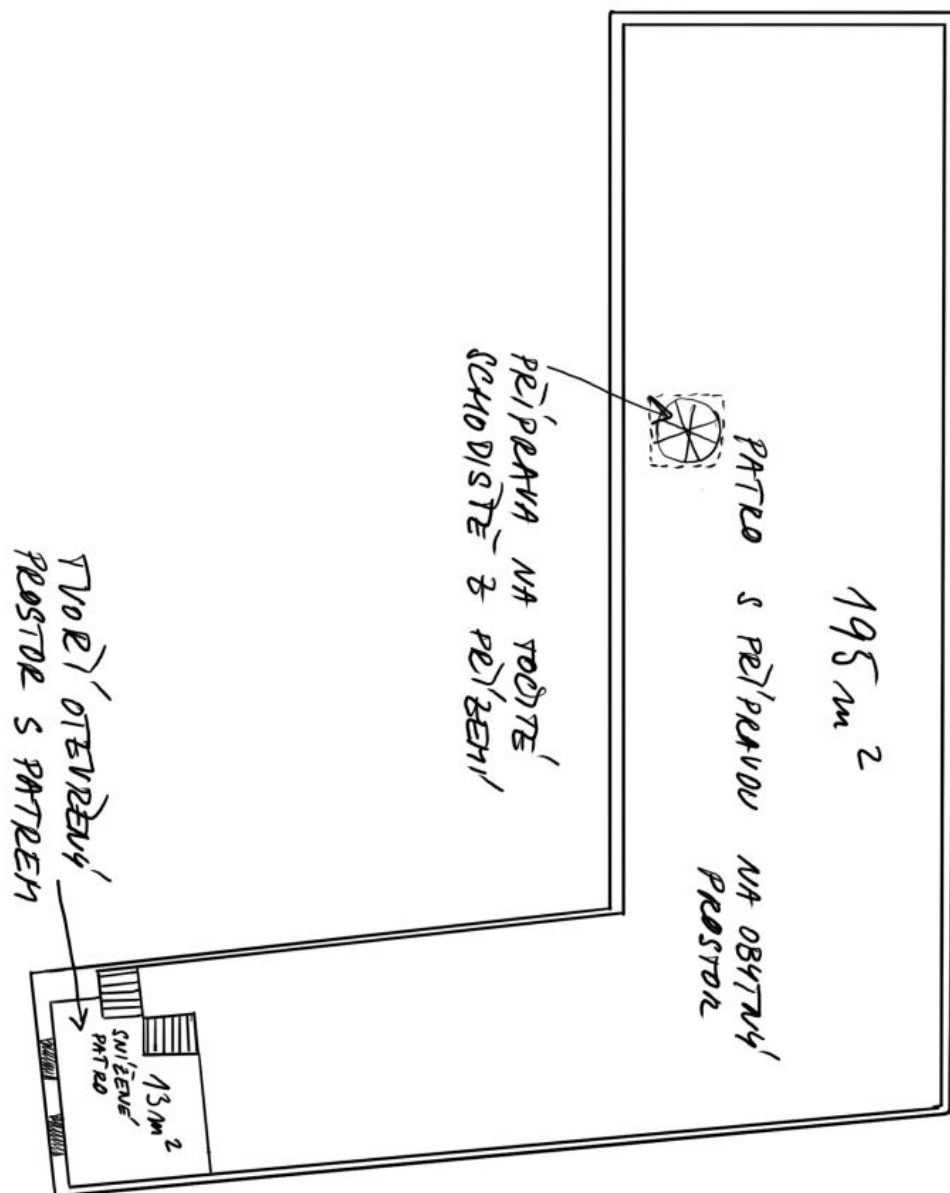 195 m²
PATRO S PŘÍPRAVOU NA OBYTNÝ
PROSTOR
PŘÍPRAVA NA TOČITÉ
SCHODIŠTĚ Z PŘÍZEMÍ
TVOŘÍ OTEVŘENÝ
PROSTOR S PATREM
13 m²
SNÍŽENÉ
PATRO